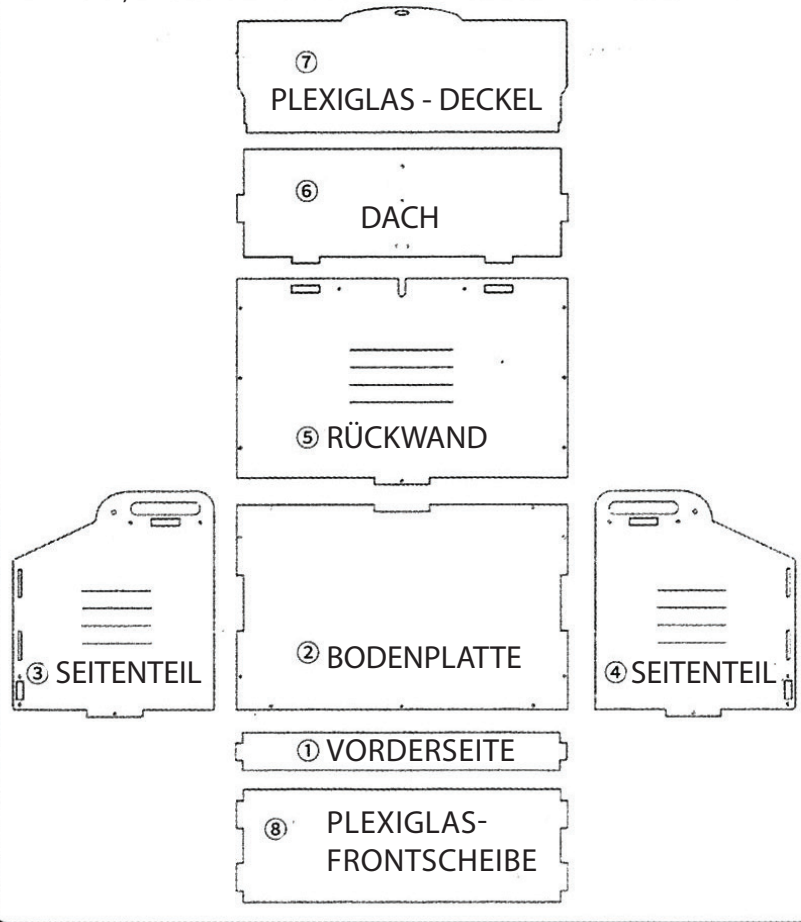 ⑦
PLEXIGLAS - DECKEL
⑥
DACH
⑤ RÜCKWAND
③ SEITENTEIL
② BODENPLATTE
④ SEITENTEIL
① VORDERSEITE
⑧ PLEXIGLAS-
FRONTSCHEIBE